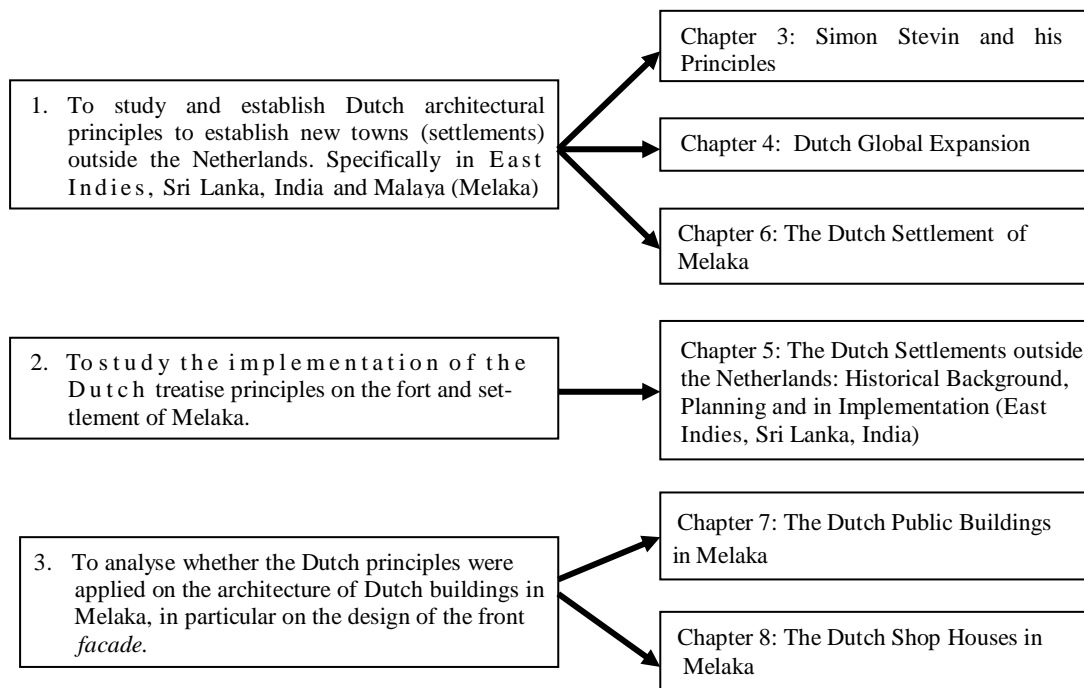 1. To study and establish Dutch architectural
principles to establish new towns (settlements)
outside the Netherlands. Specifically in East
Indies, Sri Lanka, India and Malaya (Melaka)
Chapter 3: Simon Stevin and his
Principles
Chapter 4: Dutch Global Expansion
Chapter 6: The Dutch Settlement of
Melaka
2. To study the implementation of the
Dutch treatise principles on the fort and set-
tlement of Melaka.
Chapter 5: The Dutch Settlements outside
the Netherlands: Historical Background,
Planning and in Implementation (East
Indies, Sri Lanka, India)
3. To analyse whether the Dutch principles were
applied on the architecture of Dutch buildings in
Melaka, in particular on the design of the front
facade.
Chapter 7: The Dutch Public Buildings
in Melaka
Chapter 8: The Dutch Shop Houses in
Melaka